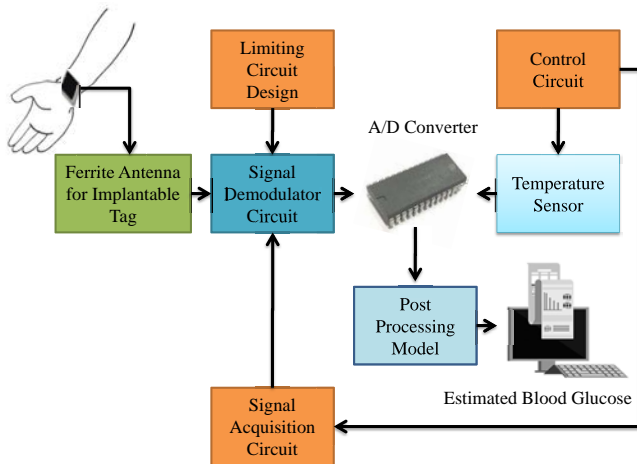 Limiting
Circuit
Design
Control
Circuit
A/D Converter
Ferrite Antenna
for Implantable
Tag
Signal
Demodulator
Circuit
Temperature
Sensor
Post
Processing
Model
Estimated Blood Glucose
Signal
Acquisition
Circuit